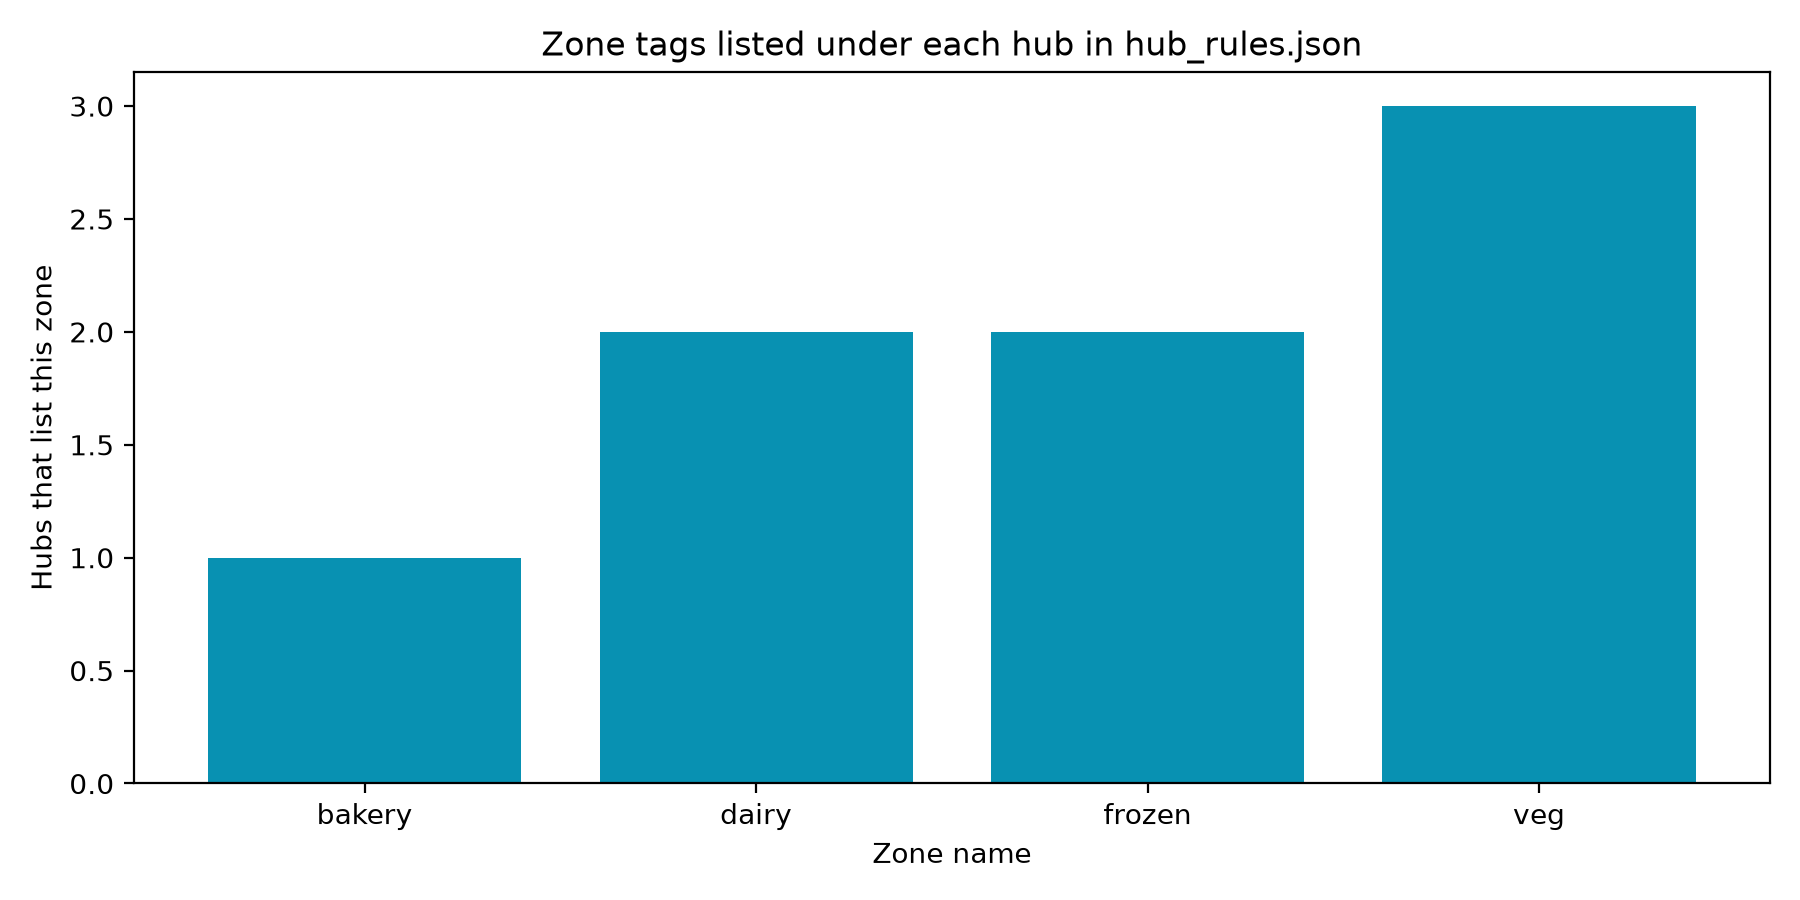 Zone tags listed under each hub in hub_rules.json
Hubs that list this zone
3.0
2.5
2.0
1.5
1.0
0.5
0.0
bakery
dairy
frozen
veg
Zone name